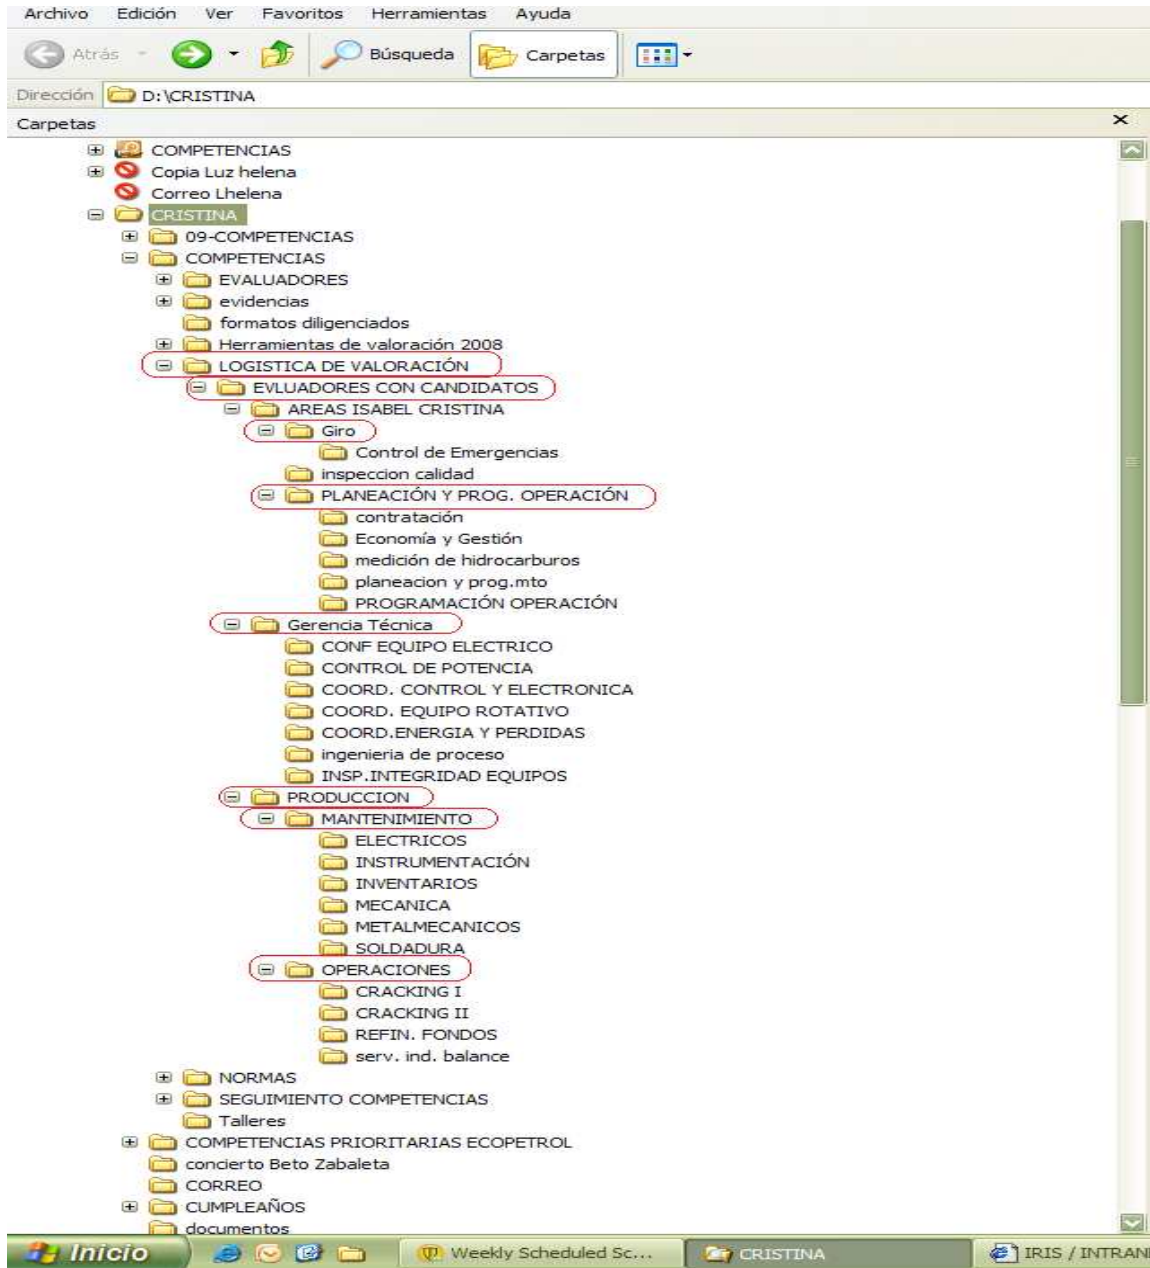 Archivo Edición Ver Favoritos Herramientas Ayuda
Atrás Búsqueda Carpetas
Dirección D:\CRISTINA
Carpetas
COMPETENCIAS
Copia Luz helena
Correo Lhelena
CRISTINA
09-COMPETENCIAS
COMPETENCIAS
EVALUADORES
evidencias
formatos diligenciados
Herramientas de valoración 2008
LOGISTICA DE VALORACIÓN
EVLUADORES CON CANDIDATOS
AREAS ISABEL CRISTINA
Giro
Control de Emergencias
inspeccion calidad
PLANEACIÓN Y PROG. OPERACIÓN
contratación
Economía y Gestión
medición de hidrocarburos
planeacion y prog.mto
PROGRAMACIÓN OPERACIÓN
Gerencia Técnica
CONF EQUIPO ELECTRICO
CONTROL DE POTENCIA
COORD. CONTROL Y ELECTRONICA
COORD. EQUIPO ROTATIVO
COORD.ENERGIA Y PERDIDAS
ingenieria de proceso
INSP.INTEGRIDAD EQUIPOS
PRODUCCION
MANTENIMIENTO
ELECTRICOS
INSTRUMENTACIÓN
INVENTARIOS
MECANICA
METALMECANICOS
SOLDADURA
OPERACIONES
CRACKING I
CRACKING II
REFIN. FONDOS
serv. ind. balance
NORMAS
SEGUIMIENTO COMPETENCIAS
Talleres
COMPETENCIAS PRIORITARIAS ECOPETROL
concierto Beto Zabaleta
CORREO
CUMPLEAÑOS
documentos
Inicio Weekly Scheduled Sc... CRISTINA IRIS / INTRAN